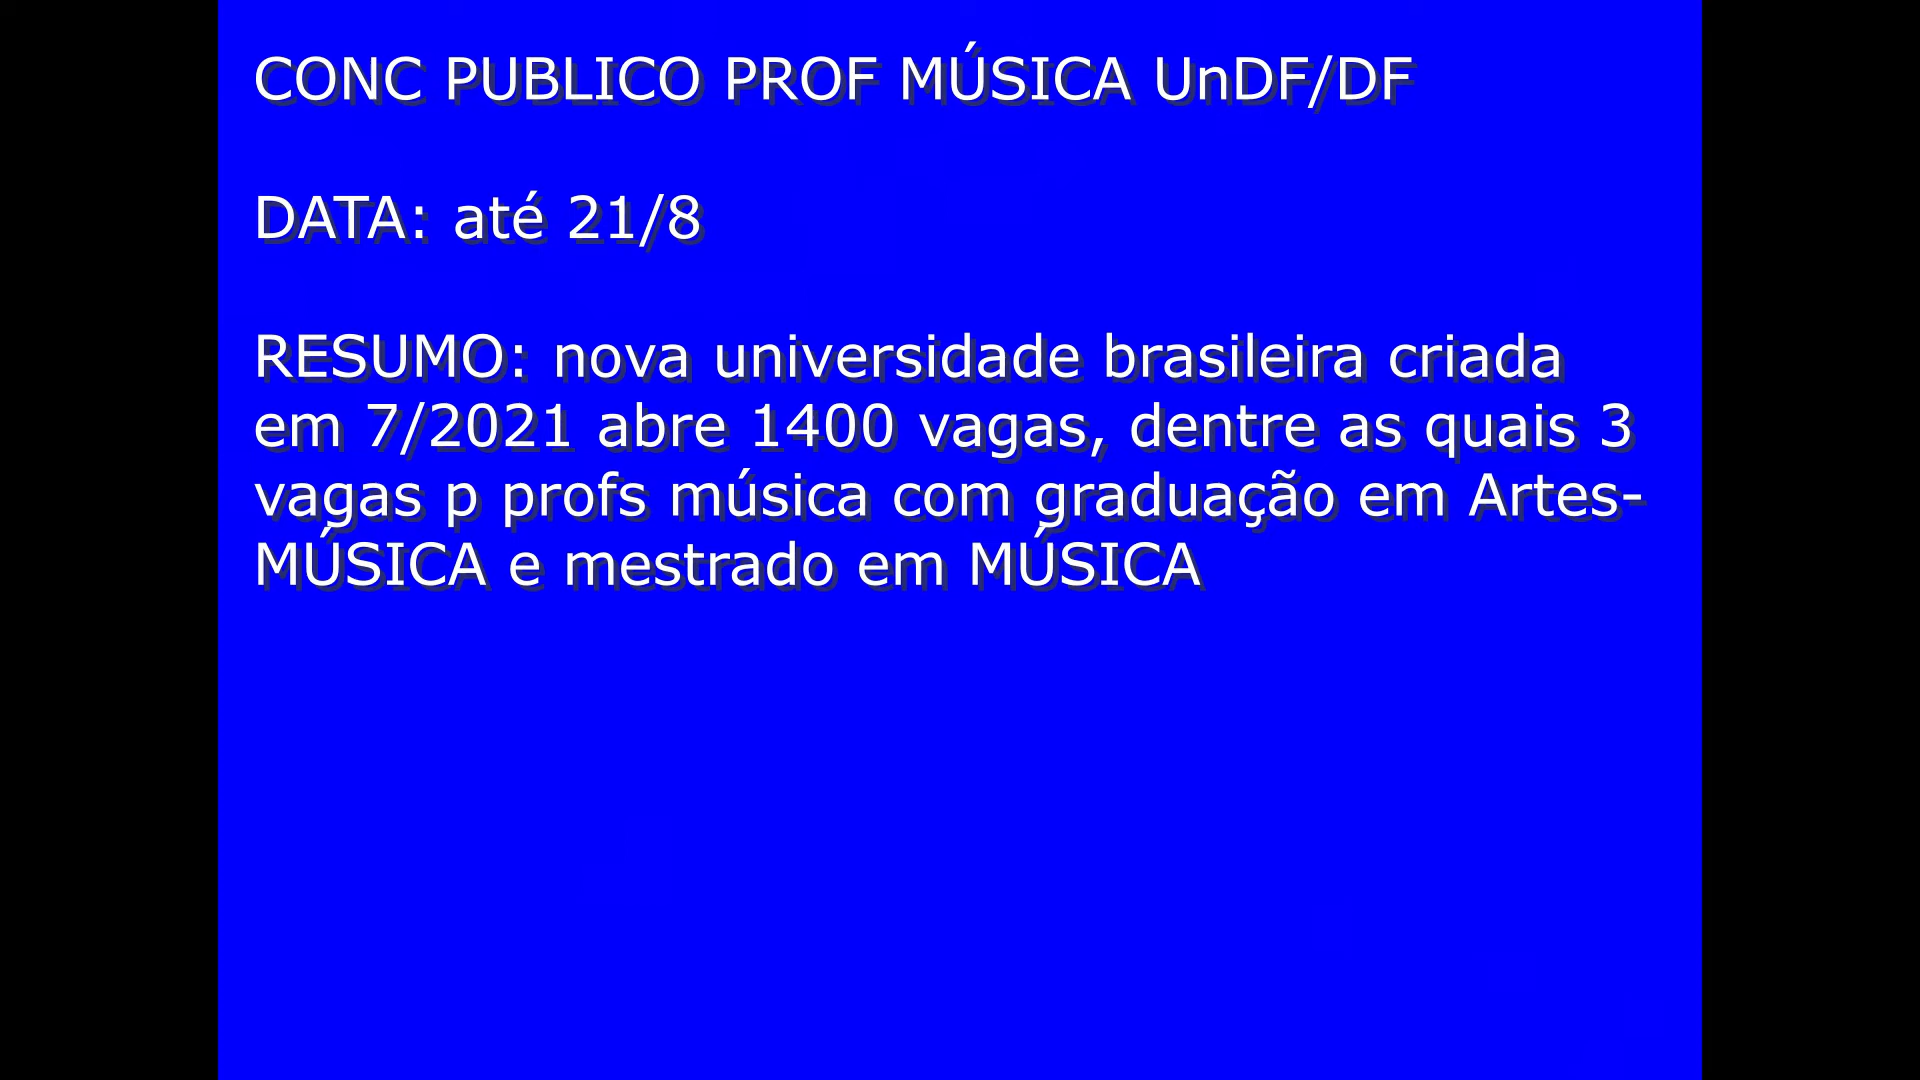 CONC PUBLICO PROF MÚSICA UnDF/DF
DATA: até 21/8
RESUMO: nova universidade brasileira criada
em 7/2021 abre 1400 vagas, dentre as quais 3
vagas p profs música com graduação em Artes-
MÚSICA e mestrado em MÚSICA